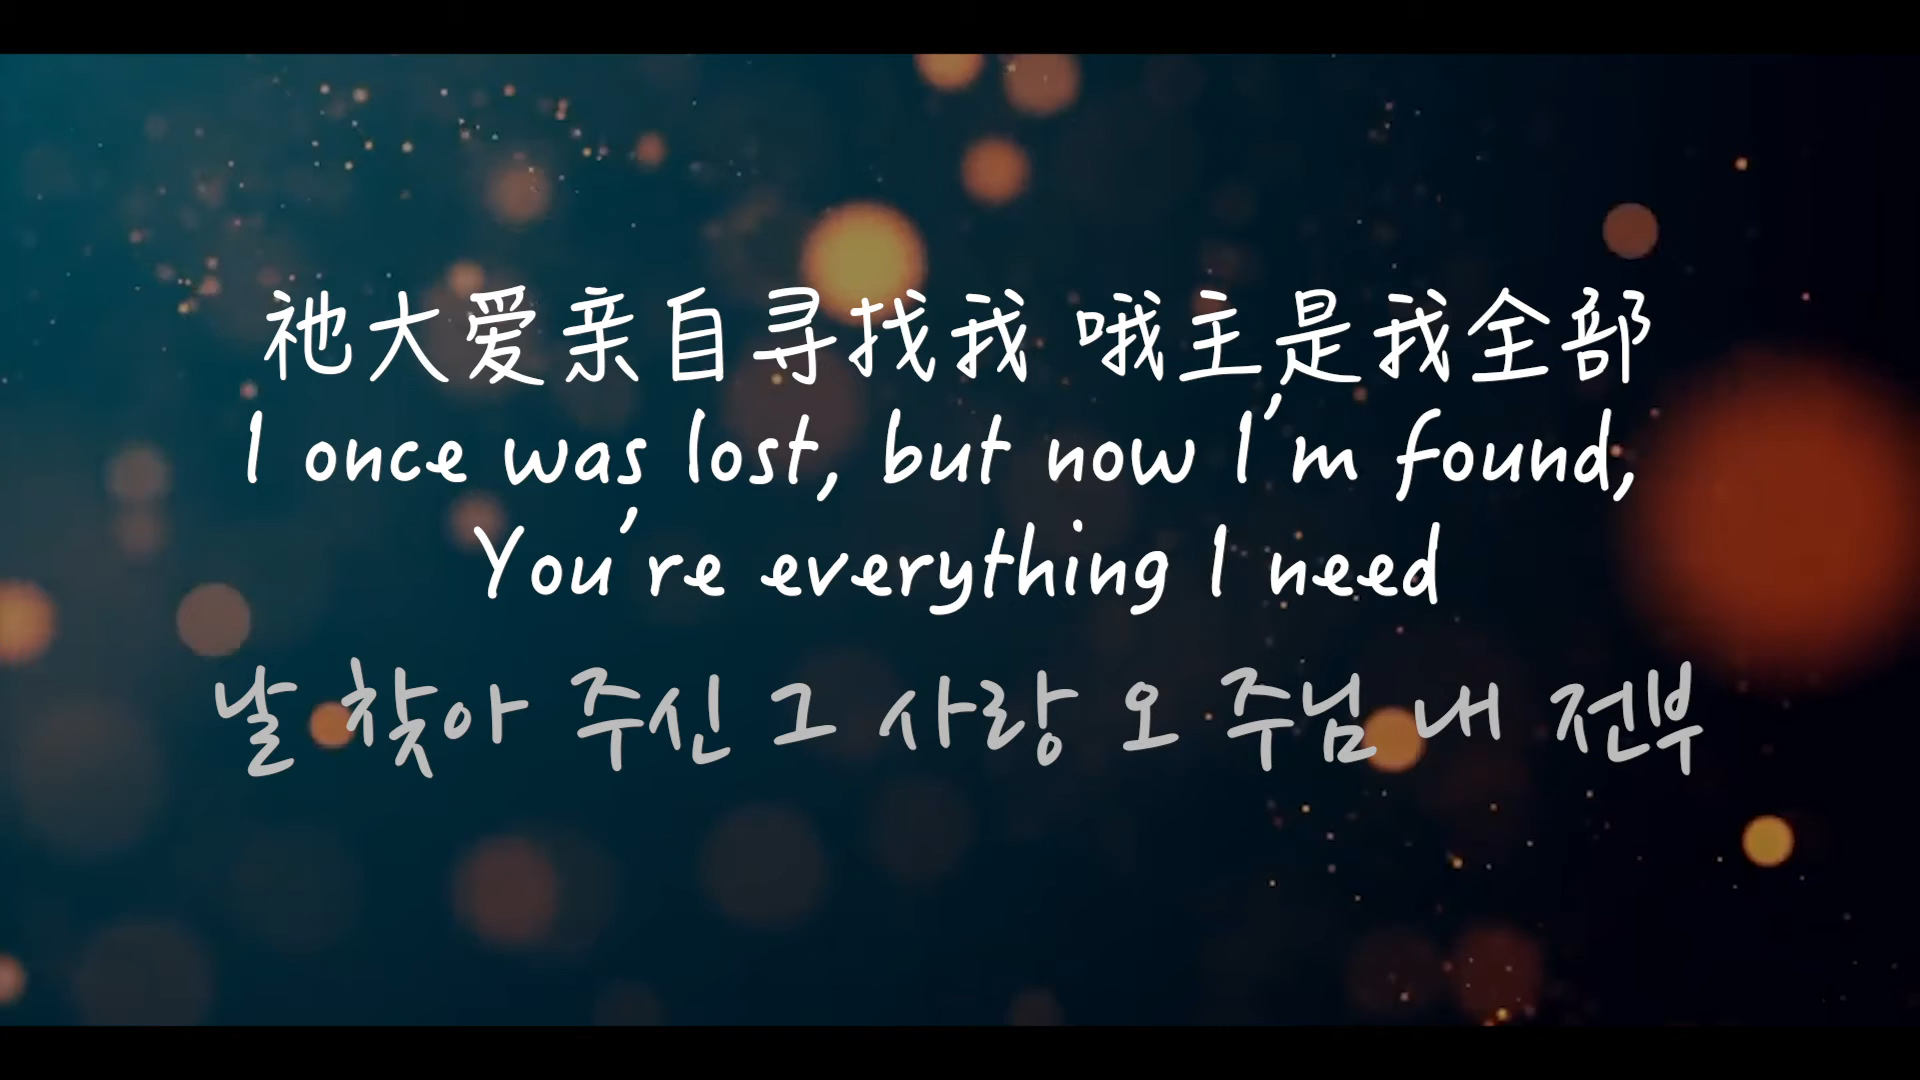 祂大爱亲自寻找我 哦主是我全部
I once was lost, but now I'm found,
You're everything I need
날 찾아 주신 그 사랑 오 주님 내 전부